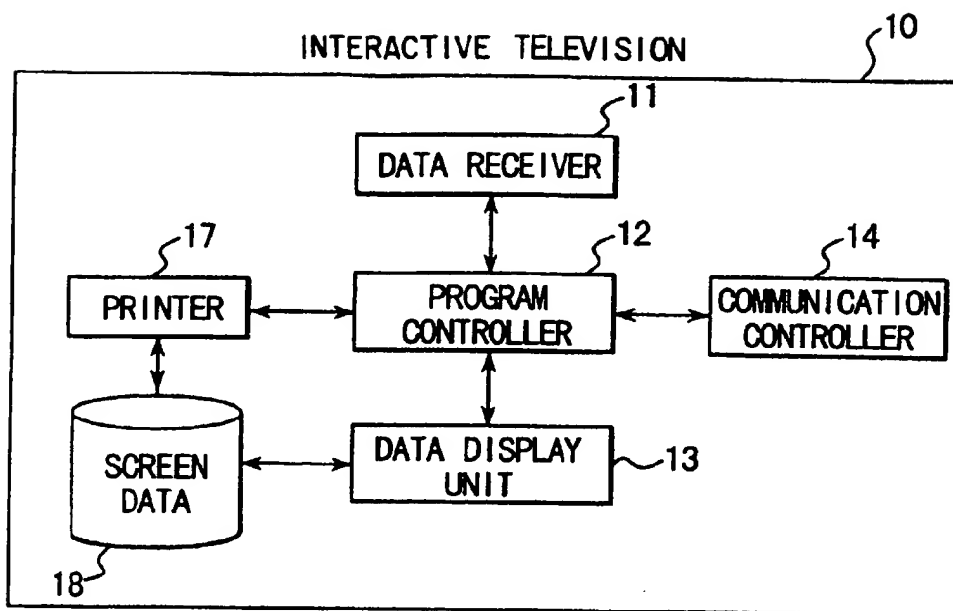 10
INTERACTIVE TELEVISION
11
DATA RECEIVER
17
PRINTER
12
PROGRAM
CONTROLLER
14
COMMUNICATION
CONTROLLER
SCREEN
DATA
18
DATA DISPLAY
UNIT
13